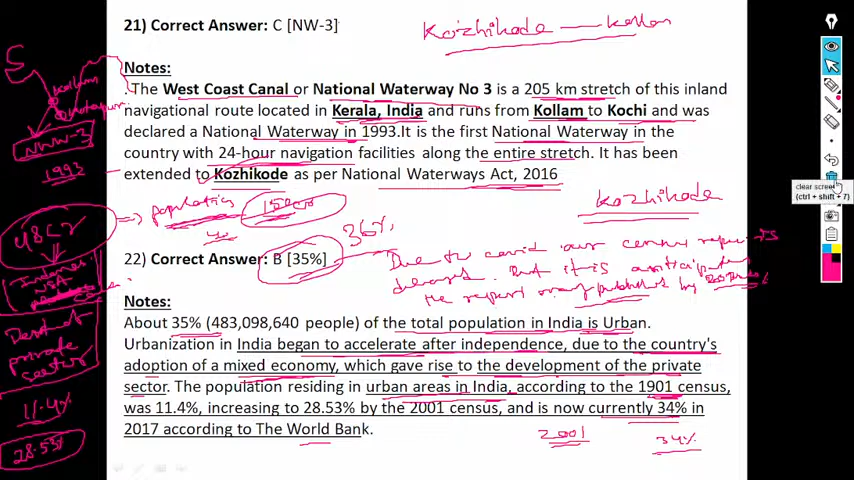 21) Correct Answer: C [NW-3]
Kozhikode — kollam
Notes:
The West Coast Canal or National Waterway No 3 is a 205 km stretch of this inland
navigational route located in Kerala, India and runs from Kollam to Kochi and was
declared a National Waterway in 1993.It is the first National Waterway in the
country with 24-hour navigation facilities along the entire stretch. It has been
extended to Kozhikode as per National Waterways Act, 2016
Kollam
NNW-3
1993
Kozhikode
population
48 Cr
36%
22) Correct Answer: B [35%]
Due to covid our census report is
delayed. But it is anticipated
the report may published by
Notes:
About 35% (483,098,640 people) of the total population in India is Urban.
Urbanization in India began to accelerate after independence, due to the country's
adoption of a mixed economy, which gave rise to the development of the private
sector. The population residing in urban areas in India, according to the 1901 census,
was 11.4%, increasing to 28.53% by the 2001 census, and is now currently 34% in
2017 according to The World Bank.
private
sector
11.4%
28.53%
2001
34%
clear screen
(ctrl + shift + 7)